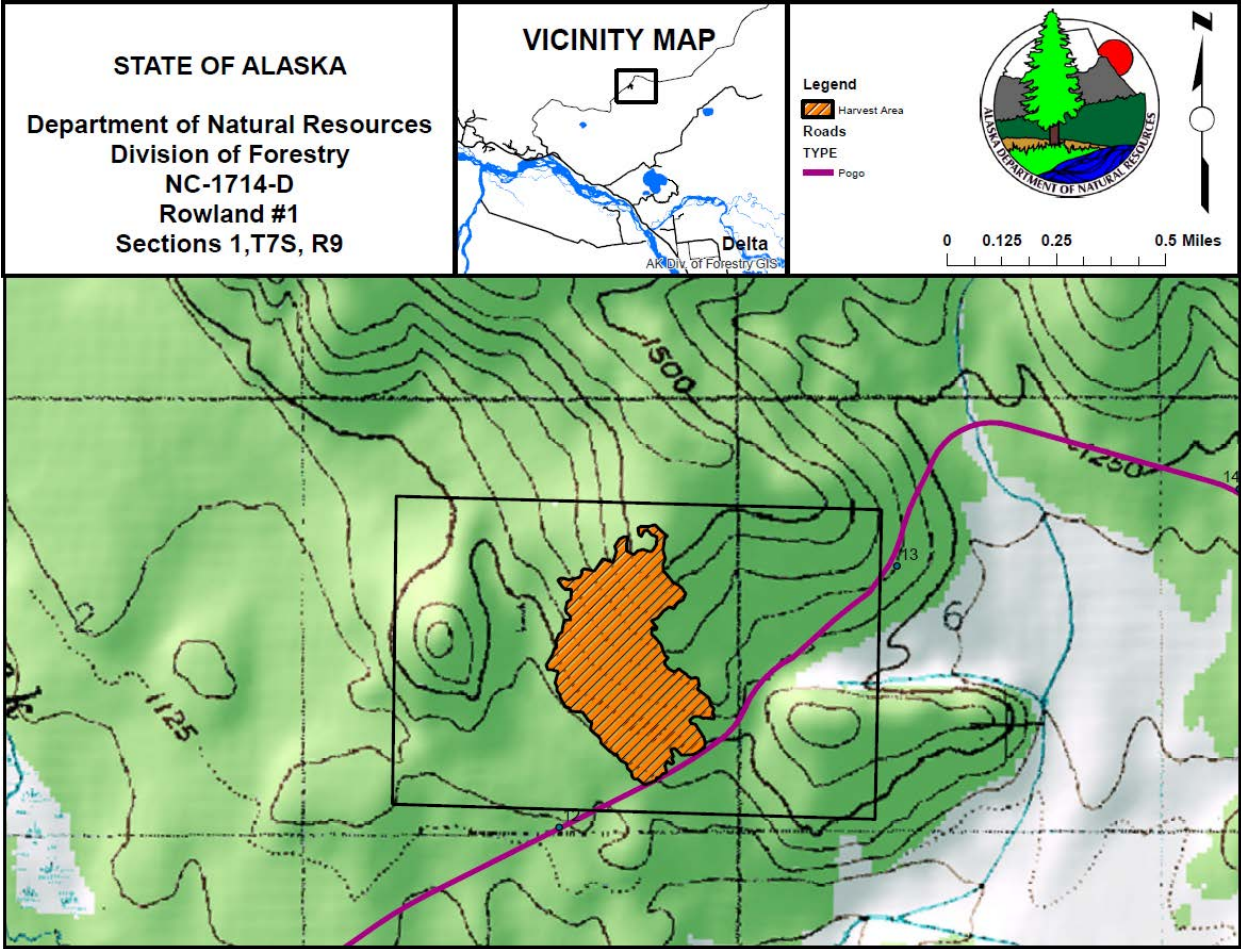 STATE OF ALASKA
Department of Natural Resources
Division of Forestry
NC-1714-D
Rowland #1
Sections 1,T7S, R9
VICINITY MAP
Delta
AK Div. of Forestry GIS
Legend
Harvest Area
Roads
TYPE
Pogo
ALASKA DEPARTMENT OF NATURAL RESOURCES
N
0 0.125 0.25 0.5 Miles
1500
1250
14
13
2
6
1125
12